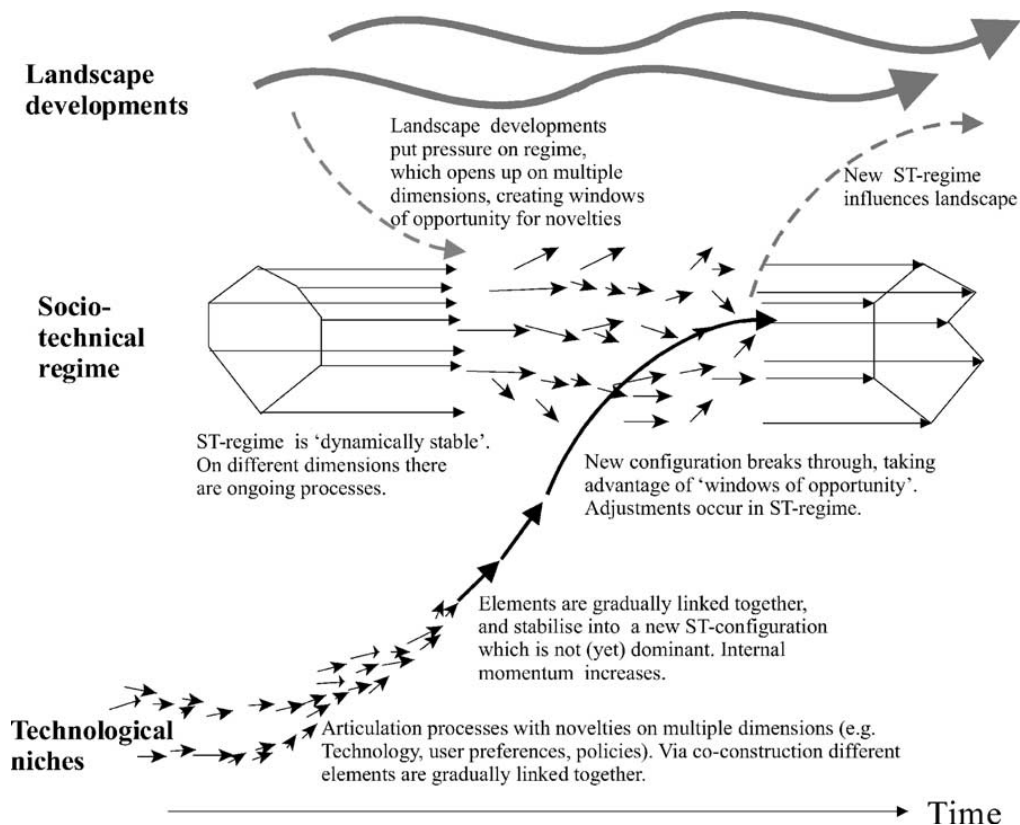 Landscape
developments
Landscape developments
put pressure on regime,
which opens up on multiple
dimensions, creating windows
of opportunity for novelties
New ST-regime
influences landscape
Socio-
technical
regime
ST-regime is ‘dynamically stable’.
On different dimensions there
are ongoing processes.
New configuration breaks through, taking
advantage of ‘windows of opportunity’.
Adjustments occur in ST-regime.
Elements are gradually linked together,
and stabilise into a new ST-configuration
which is not (yet) dominant. Internal
momentum increases.
Technological
niches
Articulation processes with novelties on multiple dimensions (e.g.
Technology, user preferences, policies). Via co-construction different
elements are gradually linked together.
Time